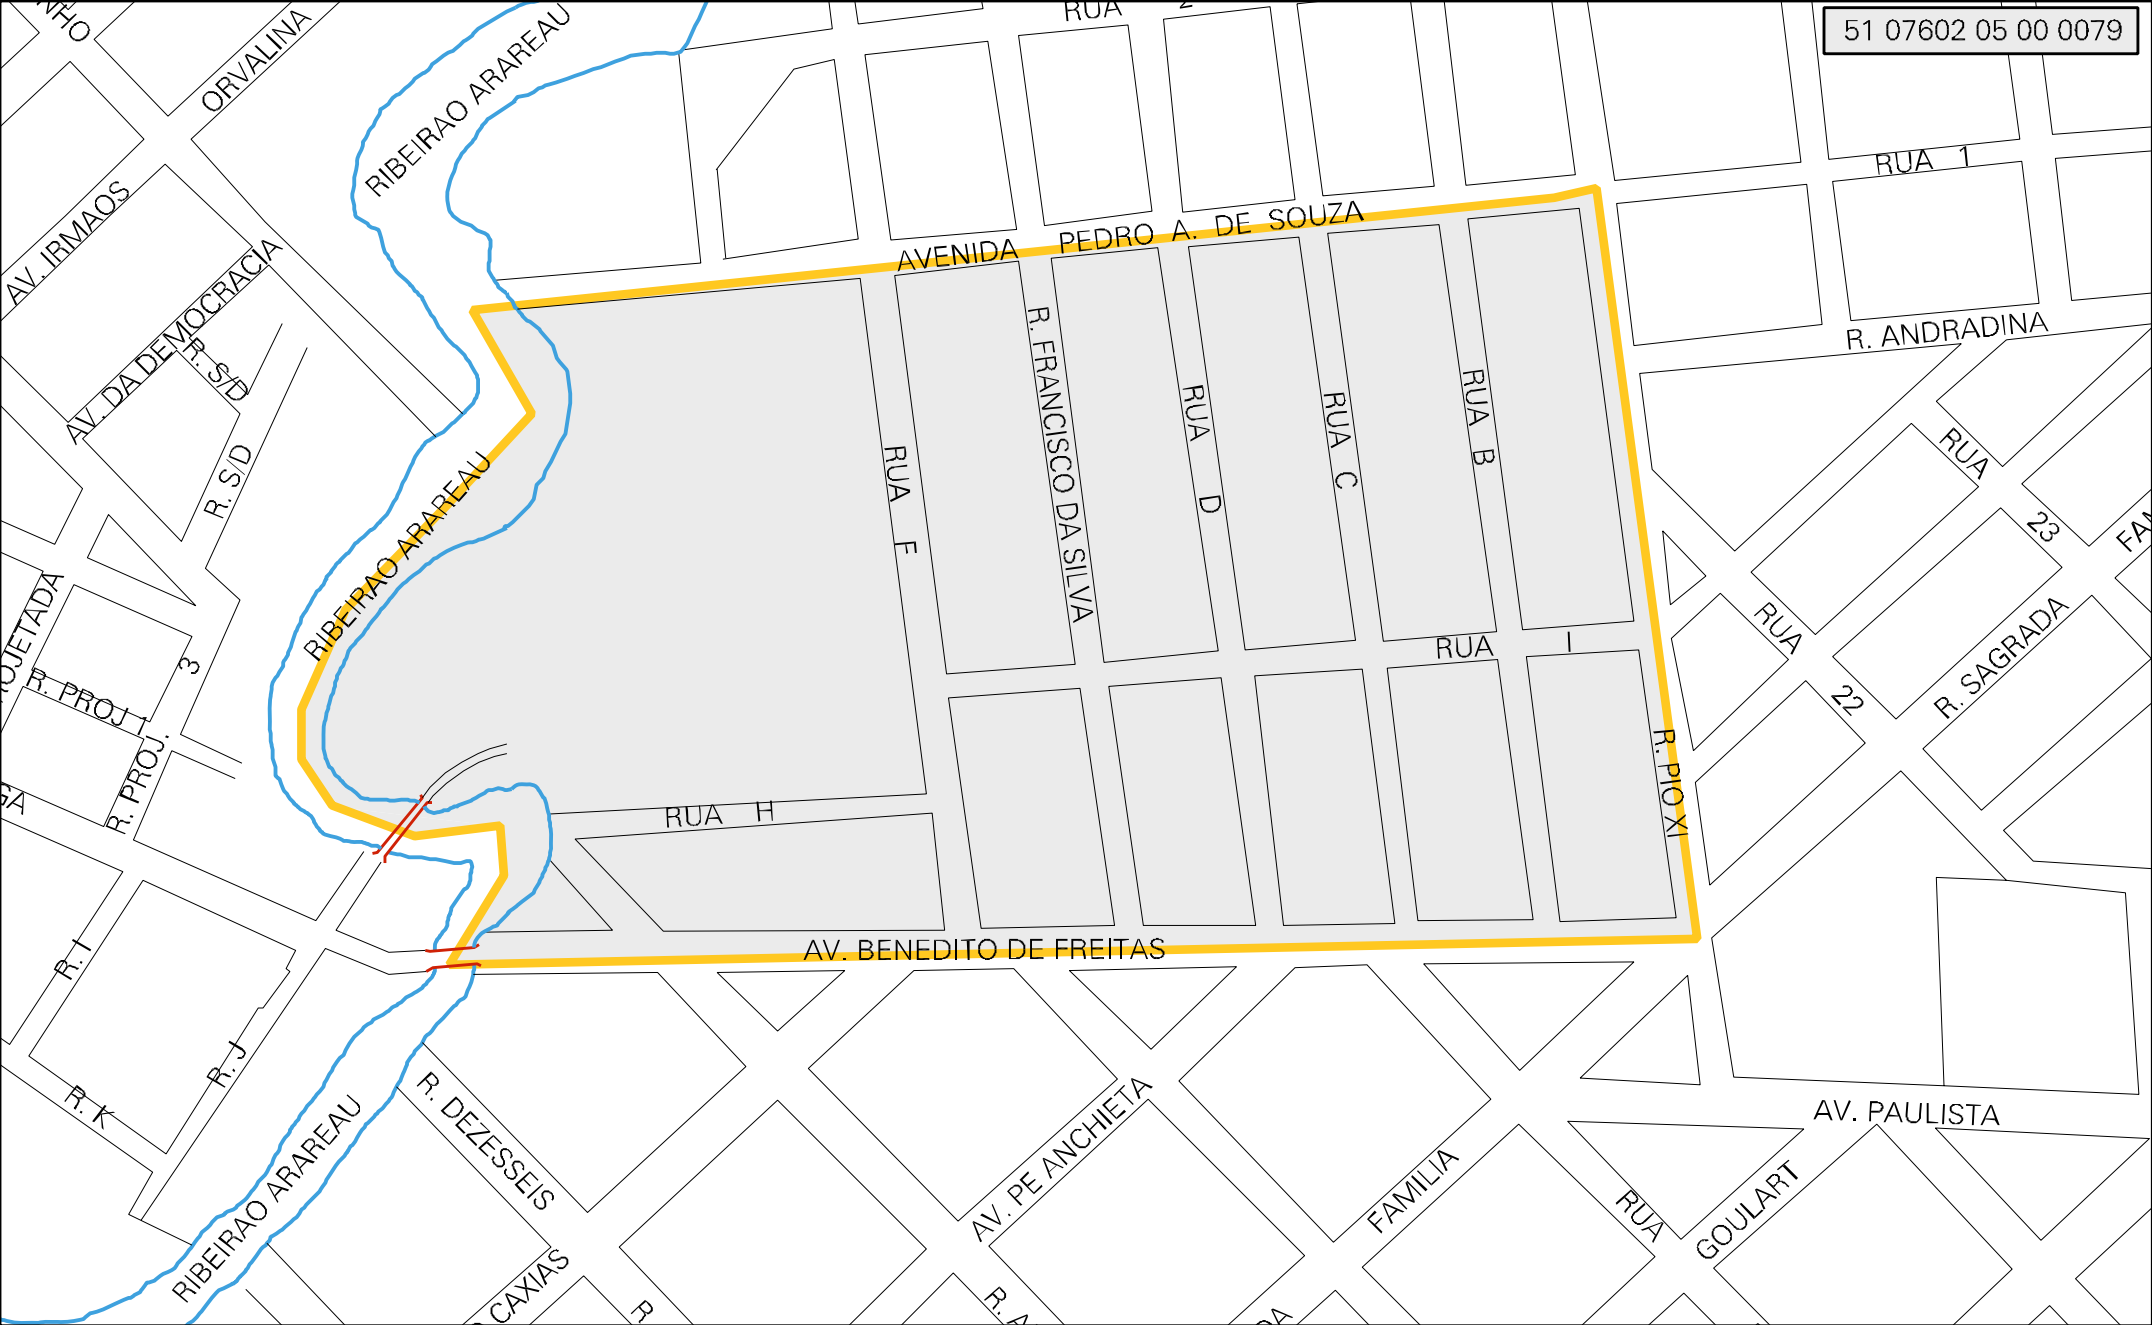 51 07602 05 00 0079
RUA
ORVALINA
RIBEIRAO ARAREAU
RUA 1
AV. IRMAOS
AVENIDA PEDRO A. DE SOUZA
AV. DA DEMOCRACIA
R. S/D
R. S/D
R. ANDRADINA
R. FRANCISCO DA SILVA
RUA F
RUA D
RUA C
RUA B
RUA 23
RIBEIRAO ARAREAU
RUA I
RUA 22
R. SAGRADA
R. PROJ 1
R. PROJ. 3
R. PIO XI
RUA H
AV. BENEDITO DE FREITAS
R. I
R. J
R. K
R. DEZESSEIS
RIBEIRAO ARAREAU
AV. PE ANCHIETA
AV. PAULISTA
FAMILIA
RUA
GOULART
CAXIAS
R.
R.